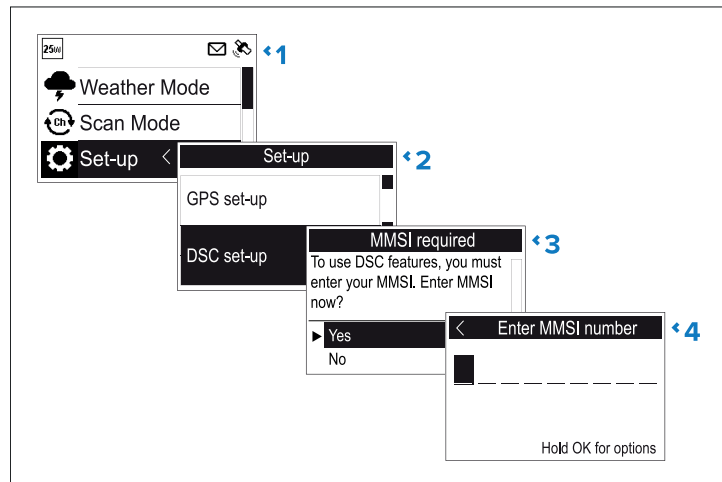 25W
1
Weather Mode
Ch
Scan Mode
Set-up <
Set-up
2
GPS set-up
DSC set-up
MMSI required
3
To use DSC features, you must
enter your MMSI. Enter MMSI
now?
Yes
No
< Enter MMSI number
4
Hold OK for options